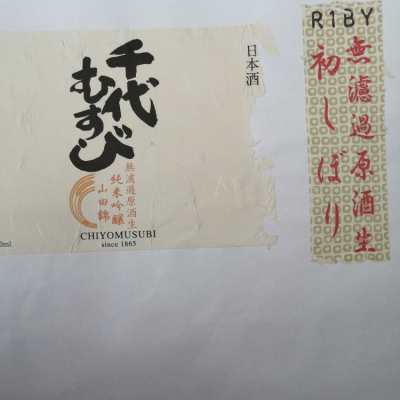 日本酒
千代
むすび
無濾過原酒生
純米吟醸
山田錦
CHIYOMUSUBI
since 1865
0ml
R1BY
無濾過原酒生
初しぼり